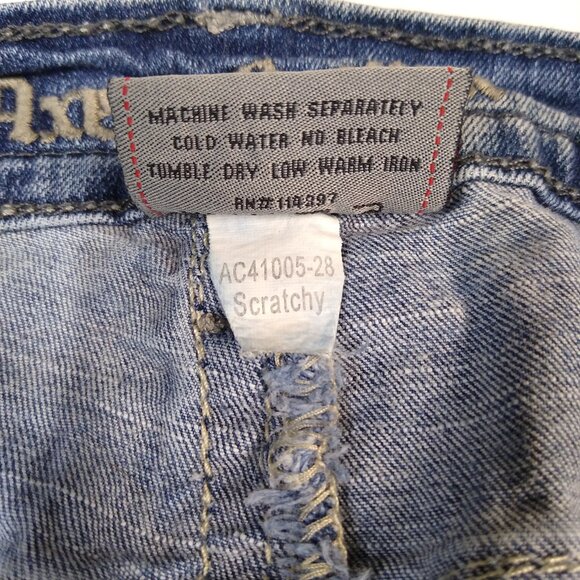 MACHINE WASH SEPARATELY
COLD WATER NO BLEACH
TUMBLE DRY LOW WARM IRON
RN# 114397
AC41005-28
Scratchy